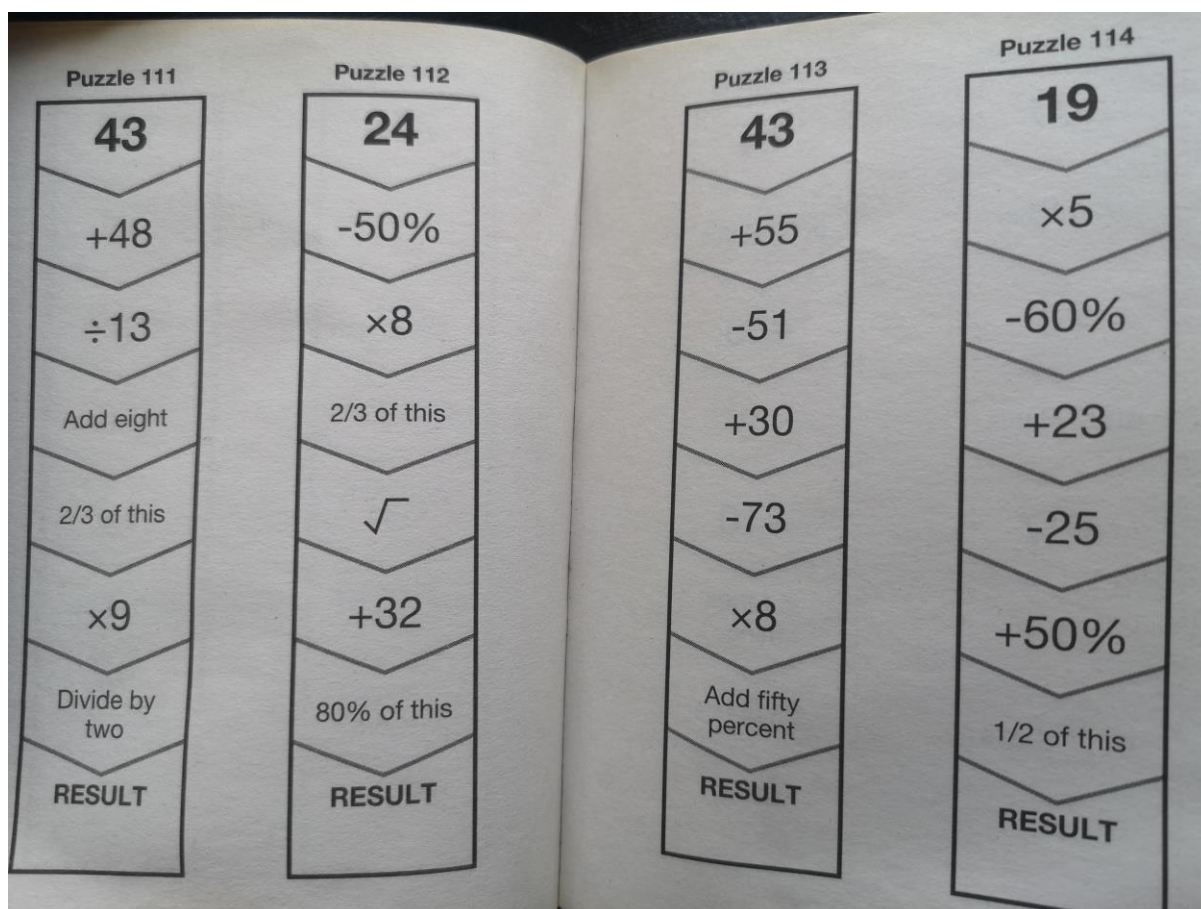 Puzzle 111
43
+48
÷13
Add eight
2/3 of this
×9
Divide by
two
RESULT
Puzzle 112
24
-50%
×8
2/3 of this
√
+32
80% of this
RESULT
Puzzle 113
43
+55
-51
+30
-73
×8
Add fifty
percent
RESULT
Puzzle 114
19
×5
-60%
+23
-25
+50%
1/2 of this
RESULT